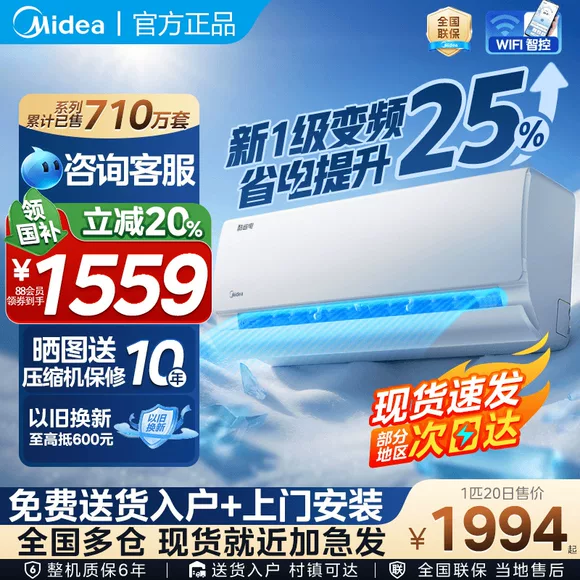 Midea 官方正品
全国联保
Midea
WIFI 智控
系列
累计已售710万套
咨询客服
领国补
立减20%
¥1559
88会员
领券到手
晒图送
压缩机保修10年
以旧换新
至高抵600元
以旧换新
新1级变频
省电提升25%
智省电
Midea
现货速发
部分地区 次日达
免费送货入户+上门安装
全国多仓 现货就近加急发
1匹20日售价
¥1994起
整机质保6年 送货入户 村镇可达 全国联保 当地售后